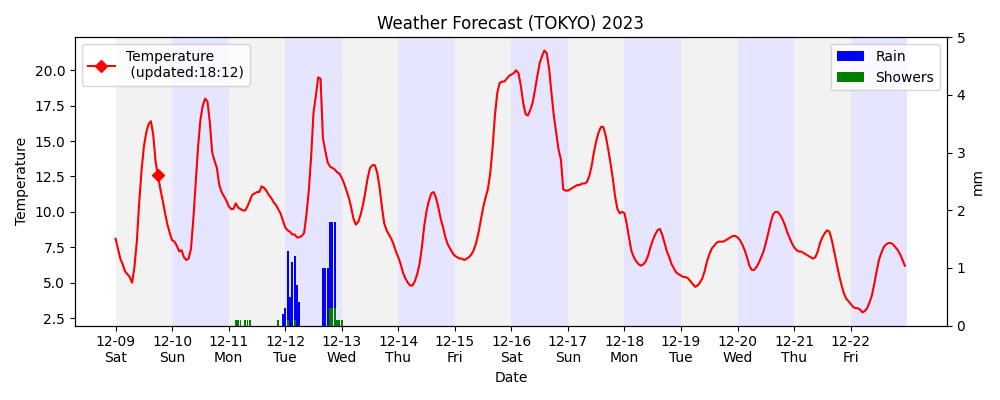 Weather Forecast (TOKYO) 2023
Temperature
(updated:18:12)
Rain
Showers
Temperature
20.0
17.5
15.0
12.5
10.0
7.5
5.0
2.5
5
4
3
2
1
0
mm
12-09 12-10 12-11 12-12 12-13 12-14 12-15 12-16 12-17 12-18 12-19 12-20 12-21 12-22
Sat Sun Mon Tue Wed Thu Fri Sat Sun Mon Tue Wed Thu Fri
Date